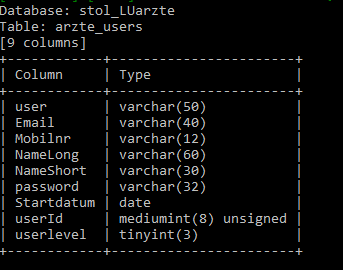 Database: stol_LUarzte
Table: arzte_users
[9 columns]
+------------+-----------------------+
| Column     | Type                  |
+------------+-----------------------+
| user       | varchar(50)           |
| Email      | varchar(40)           |
| Mobilnr    | varchar(12)           |
| NameLong   | varchar(60)           |
| NameShort  | varchar(30)           |
| password   | varchar(32)           |
| Startdatum | date                  |
| userId     | mediumint(8) unsigned |
| userlevel  | tinyint(3)            |
+------------+-----------------------+